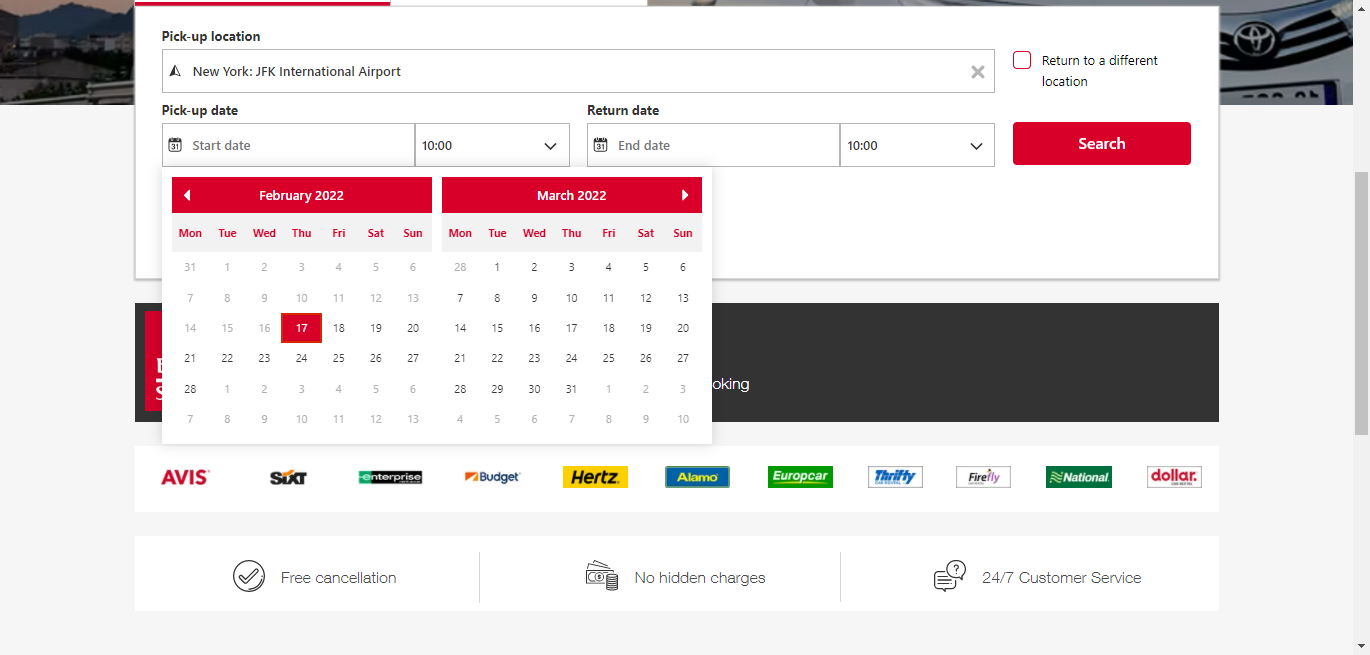 Pick-up location
New York: JFK International Airport
Return to a different
location
Pick-up date
Return date
Start date
10:00
End date
10:00
Search
February 2022
Mon Tue Wed Thu Fri Sat Sun
31 1 2 3 4 5 6
7 8 9 10 11 12 13
14 15 16 17 18 19 20
21 22 23 24 25 26 27
28 1 2 3 4 5 6
7 8 9 10 11 12 13
March 2022
Mon Tue Wed Thu Fri Sat Sun
28 1 2 3 4 5 6
7 8 9 10 11 12 13
14 15 16 17 18 19 20
21 22 23 24 25 26 27
28 29 30 31 1 2 3
4 5 6 7 8 9 10
oking
AVIS
SiXT
enterprise
Budget
Hertz
Alamo
Europcar
Thrifty
Firefly
National
dollar.
Free cancellation
No hidden charges
24/7 Customer Service